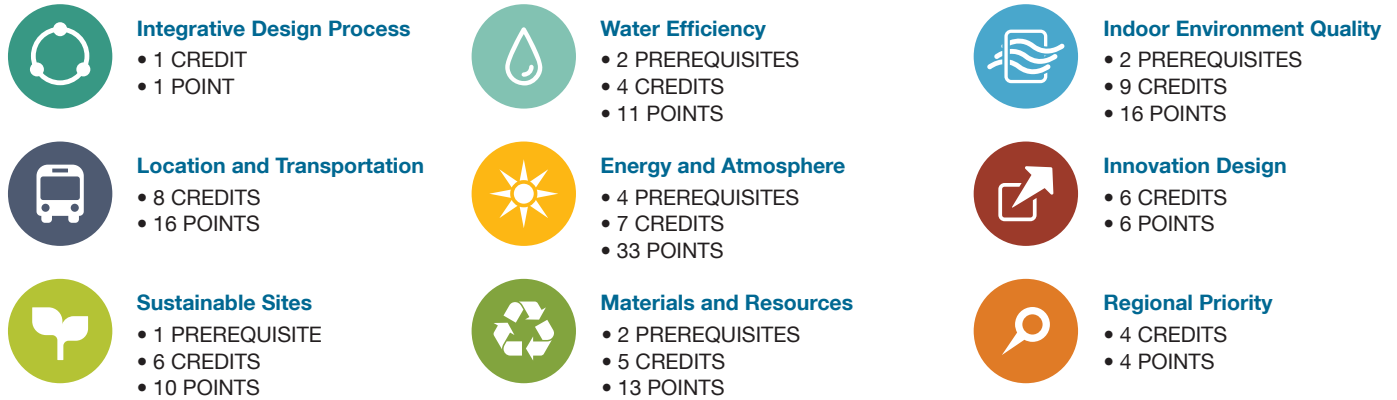 Integrative Design Process
• 1 CREDIT
• 1 POINT
Location and Transportation
• 8 CREDITS
• 16 POINTS
Sustainable Sites
• 1 PREREQUISITE
• 6 CREDITS
• 10 POINTS
Water Efficiency
• 2 PREREQUISITES
• 4 CREDITS
• 11 POINTS
Energy and Atmosphere
• 4 PREREQUISITES
• 7 CREDITS
• 33 POINTS
Materials and Resources
• 2 PREREQUISITES
• 5 CREDITS
• 13 POINTS
Indoor Environment Quality
• 2 PREREQUISITES
• 9 CREDITS
• 16 POINTS
Innovation Design
• 6 CREDITS
• 6 POINTS
Regional Priority
• 4 CREDITS
• 4 POINTS